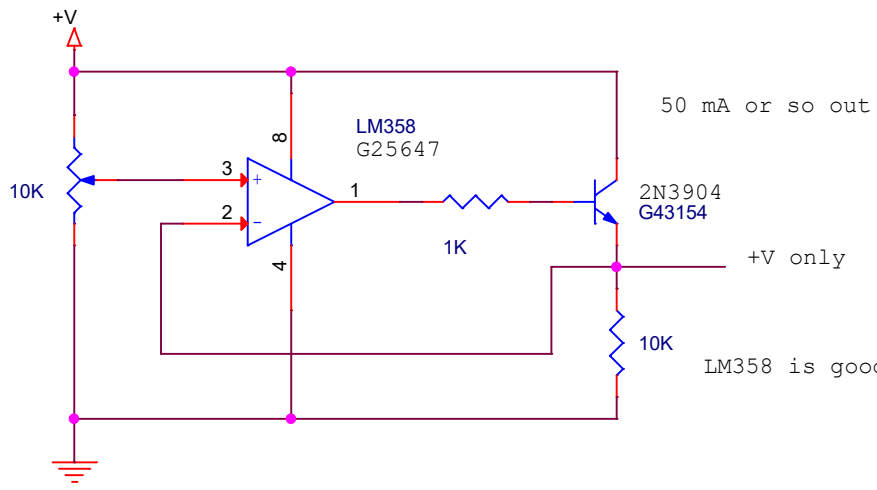 +V
50 mA or so out
LM358
G25647
8
3
+
1
10K
2
-
2N3904
G43154
1K
4
+V only
10K
LM358 is good